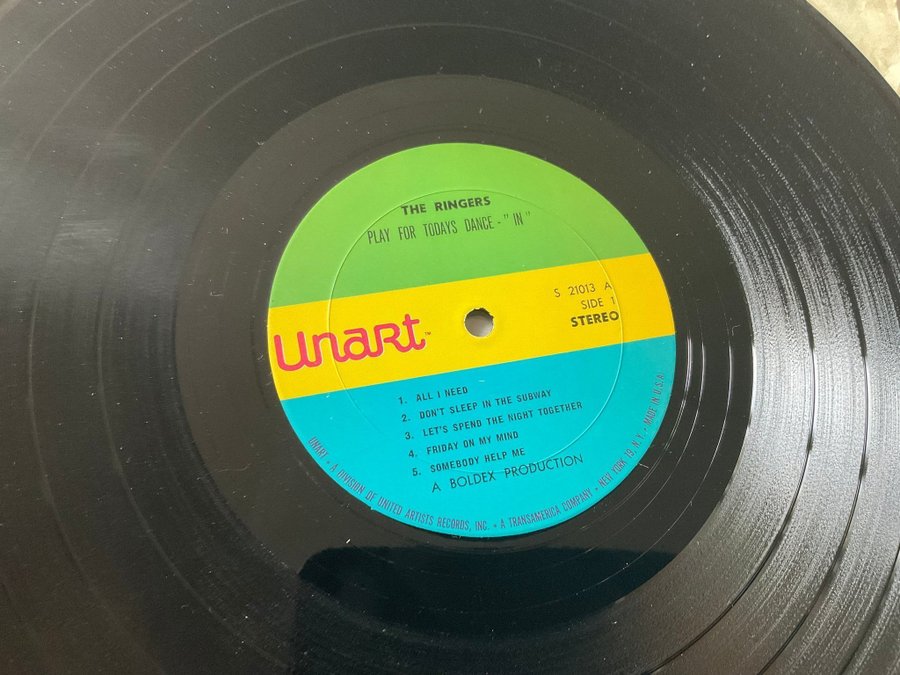 THE RINGERS
PLAY FOR TODAYS DANCE - "IN"
S 21013 A
SIDE 1
STEREO
UnaRt™
1. ALL I NEED
2. DON'T SLEEP IN THE SUBWAY
3. LET'S SPEND THE NIGHT TOGETHER
4. FRIDAY ON MY MIND
5. SOMEBODY HELP ME
A BOLDEX PRODUCTION
UNART • A DIVISION OF UNITED ARTISTS RECORDS, INC. • A TRANSAMERICA COMPANY • NEW YORK 19, N.Y. • MADE IN U.S.A.